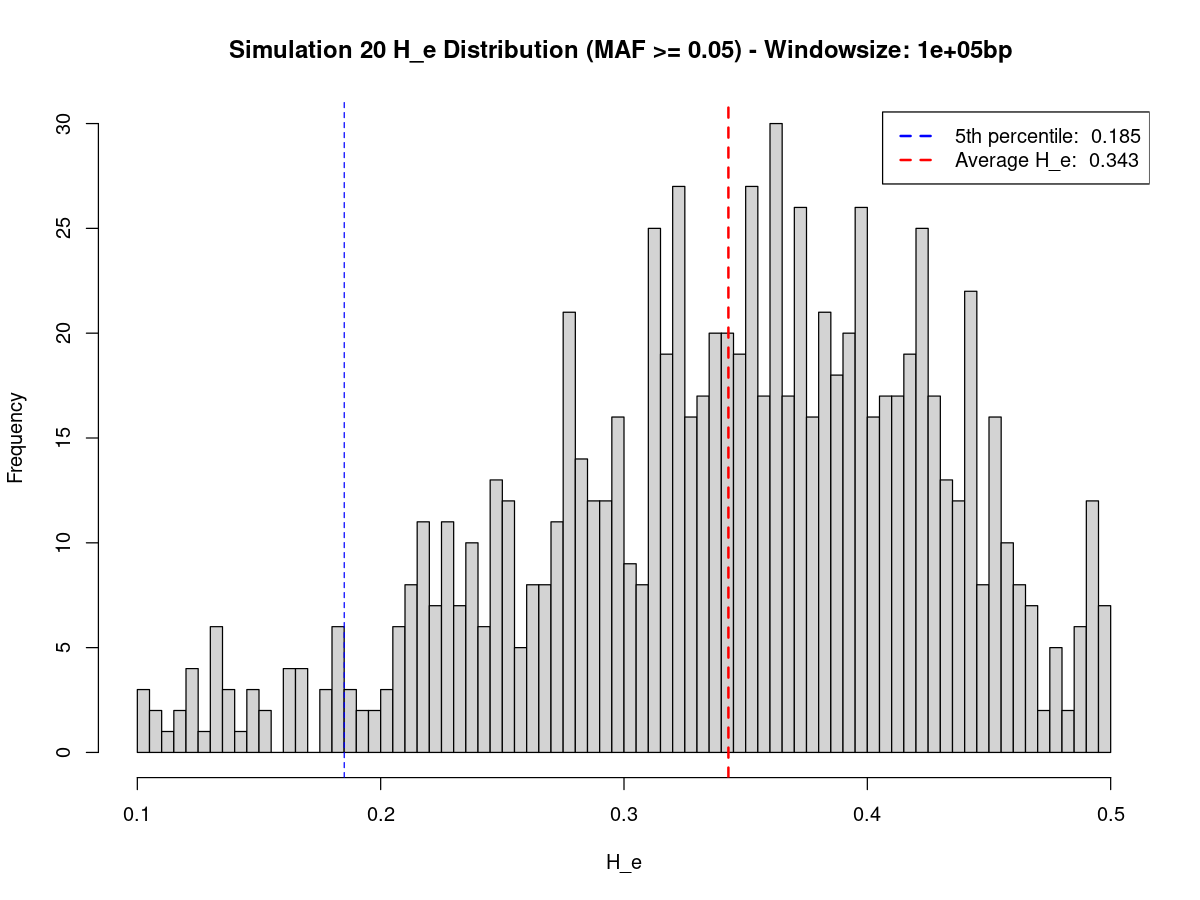 Simulation 20 H_e Distribution (MAF >= 0.05) - Windowsize: 1e+05bp
5th percentile:  0.185
Average H_e:  0.343
Frequency
30
25
20
15
10
5
0
0.1
0.2
0.3
0.4
0.5
H_e